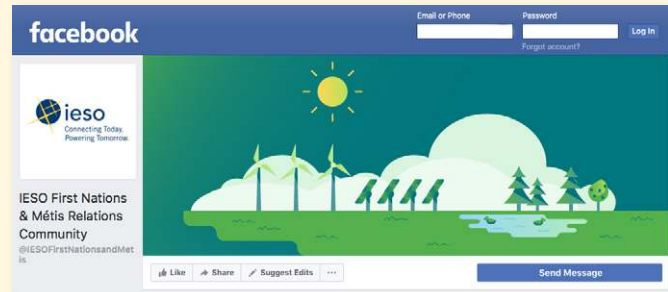 Email or Phone
Password
facebook
Log In
Forgot account?
ieso
Connecting Today.
Powering Tomorrow.
IESO First Nations
& Métis Relations
Community
@IESOFirstNationsandMet
is
Like
Share
Suggest Edits
Send Message